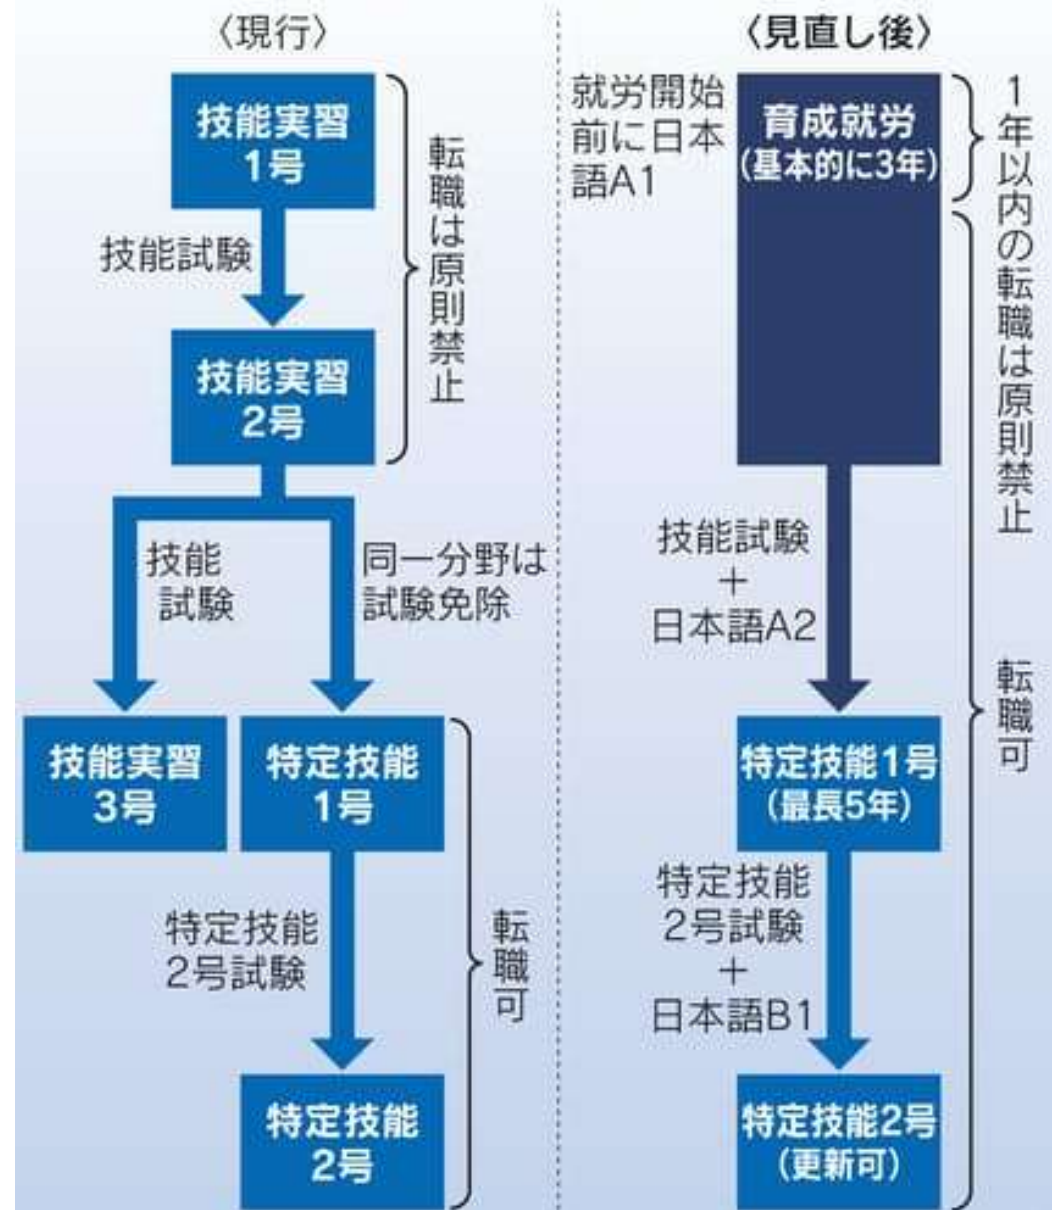 〈現行〉
技能実習
1号
転職は原則禁止
技能試験
技能実習
2号
技能
試験
同一分野は
試験免除
技能実習
3号
特定技能
1号
特定技能
2号試験
転職可
特定技能
2号
〈見直し後〉
就労開始
前に日本
語A1
育成就労
(基本的に3年)
1年以内の転職は原則禁止
技能試験
＋
日本語A2
転職可
特定技能1号
(最長5年)
特定技能
2号試験
＋
日本語B1
特定技能2号
(更新可)